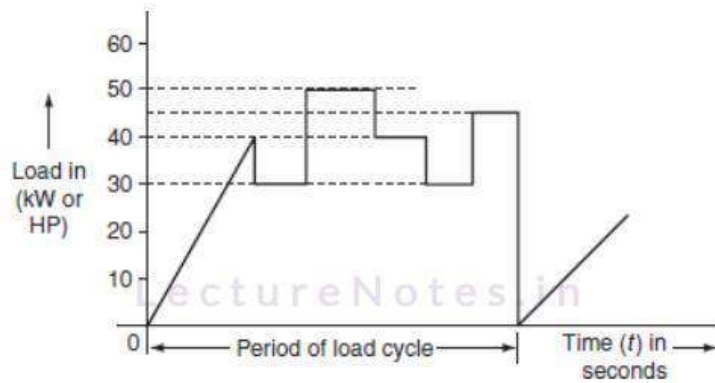 60
50
40
Load in
(kW or
HP)
30
20
10
LectureNotes.in
0
Period of load cycle
Time (t) in
seconds